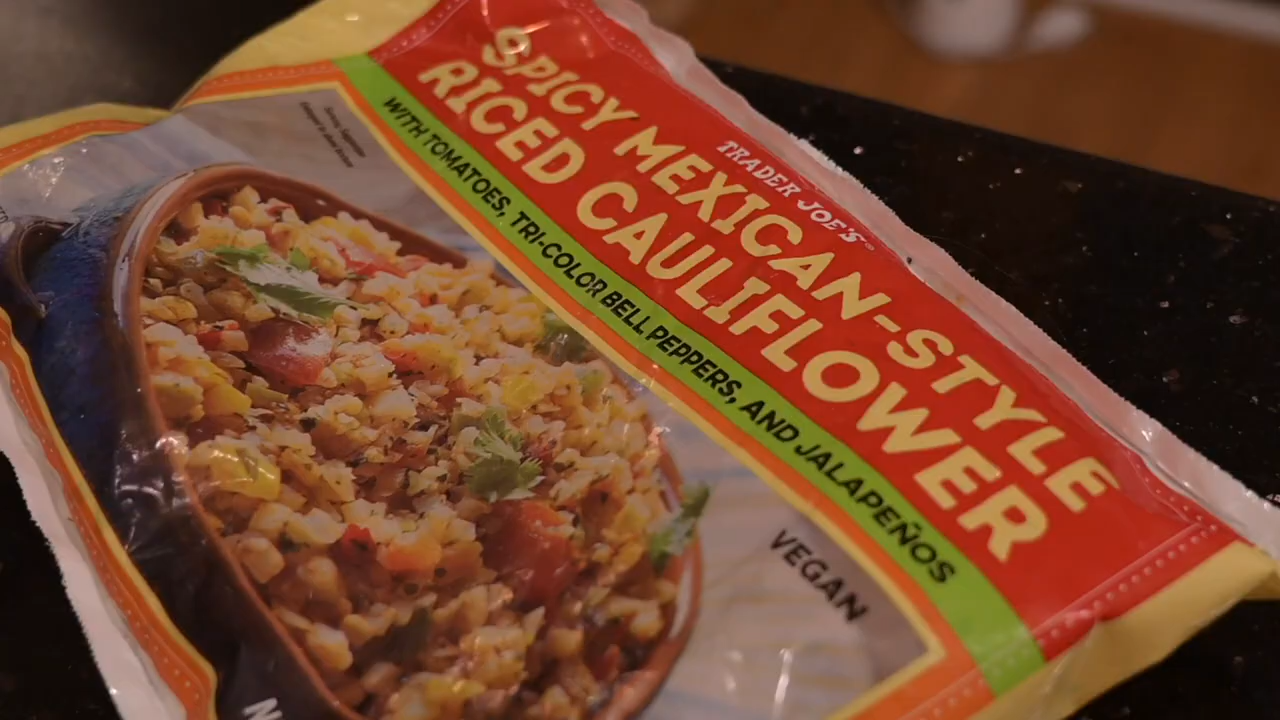 TRADER JOE'S
SPICY MEXICAN-STYLE
RICED CAULIFLOWER
WITH TOMATOES, TRI-COLOR BELL PEPPERS, AND JALAPEÑOS
VEGAN